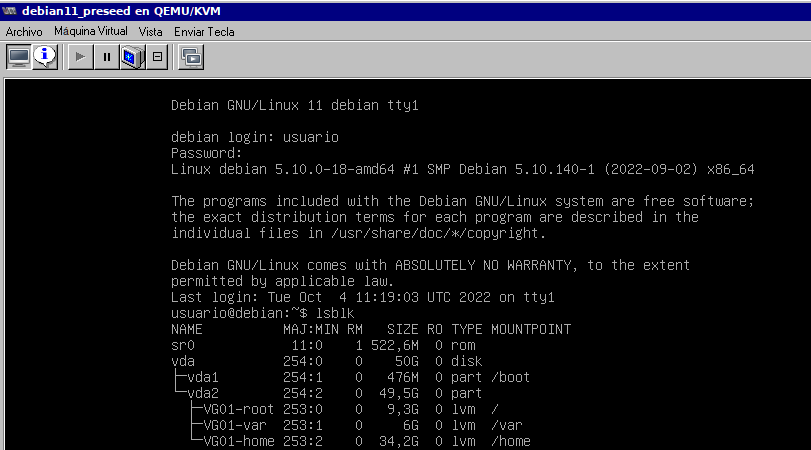 debian11_preseed en QEMU/KVM
Archivo Máquina Virtual Vista Enviar Tecla
Debian GNU/Linux 11 debian tty1
debian login: usuario
Password:
Linux debian 5.10.0-18-amd64 #1 SMP Debian 5.10.140-1 (2022-09-02) x86_64
The programs included with the Debian GNU/Linux system are free software;
the exact distribution terms for each program are described in the
individual files in /usr/share/doc/*/copyright.
Debian GNU/Linux comes with ABSOLUTELY NO WARRANTY, to the extent
permitted by applicable law.
Last login: Tue Oct  4 11:19:03 UTC 2022 on tty1
usuario@debian:~$ lsblk
NAME          MAJ:MIN RM   SIZE RO TYPE MOUNTPOINT
sr0            11:0    1 522,6M  0 rom
vda           254:0    0    50G  0 disk
├─vda1        254:1    0   476M  0 part /boot
└─vda2        254:2    0  49,5G  0 part
  ├─VG01-root 253:0    0   9,3G  0 lvm  /
  ├─VG01-var  253:1    0     6G  0 lvm  /var
  └─VG01-home 253:2    0  34,2G  0 lvm  /home